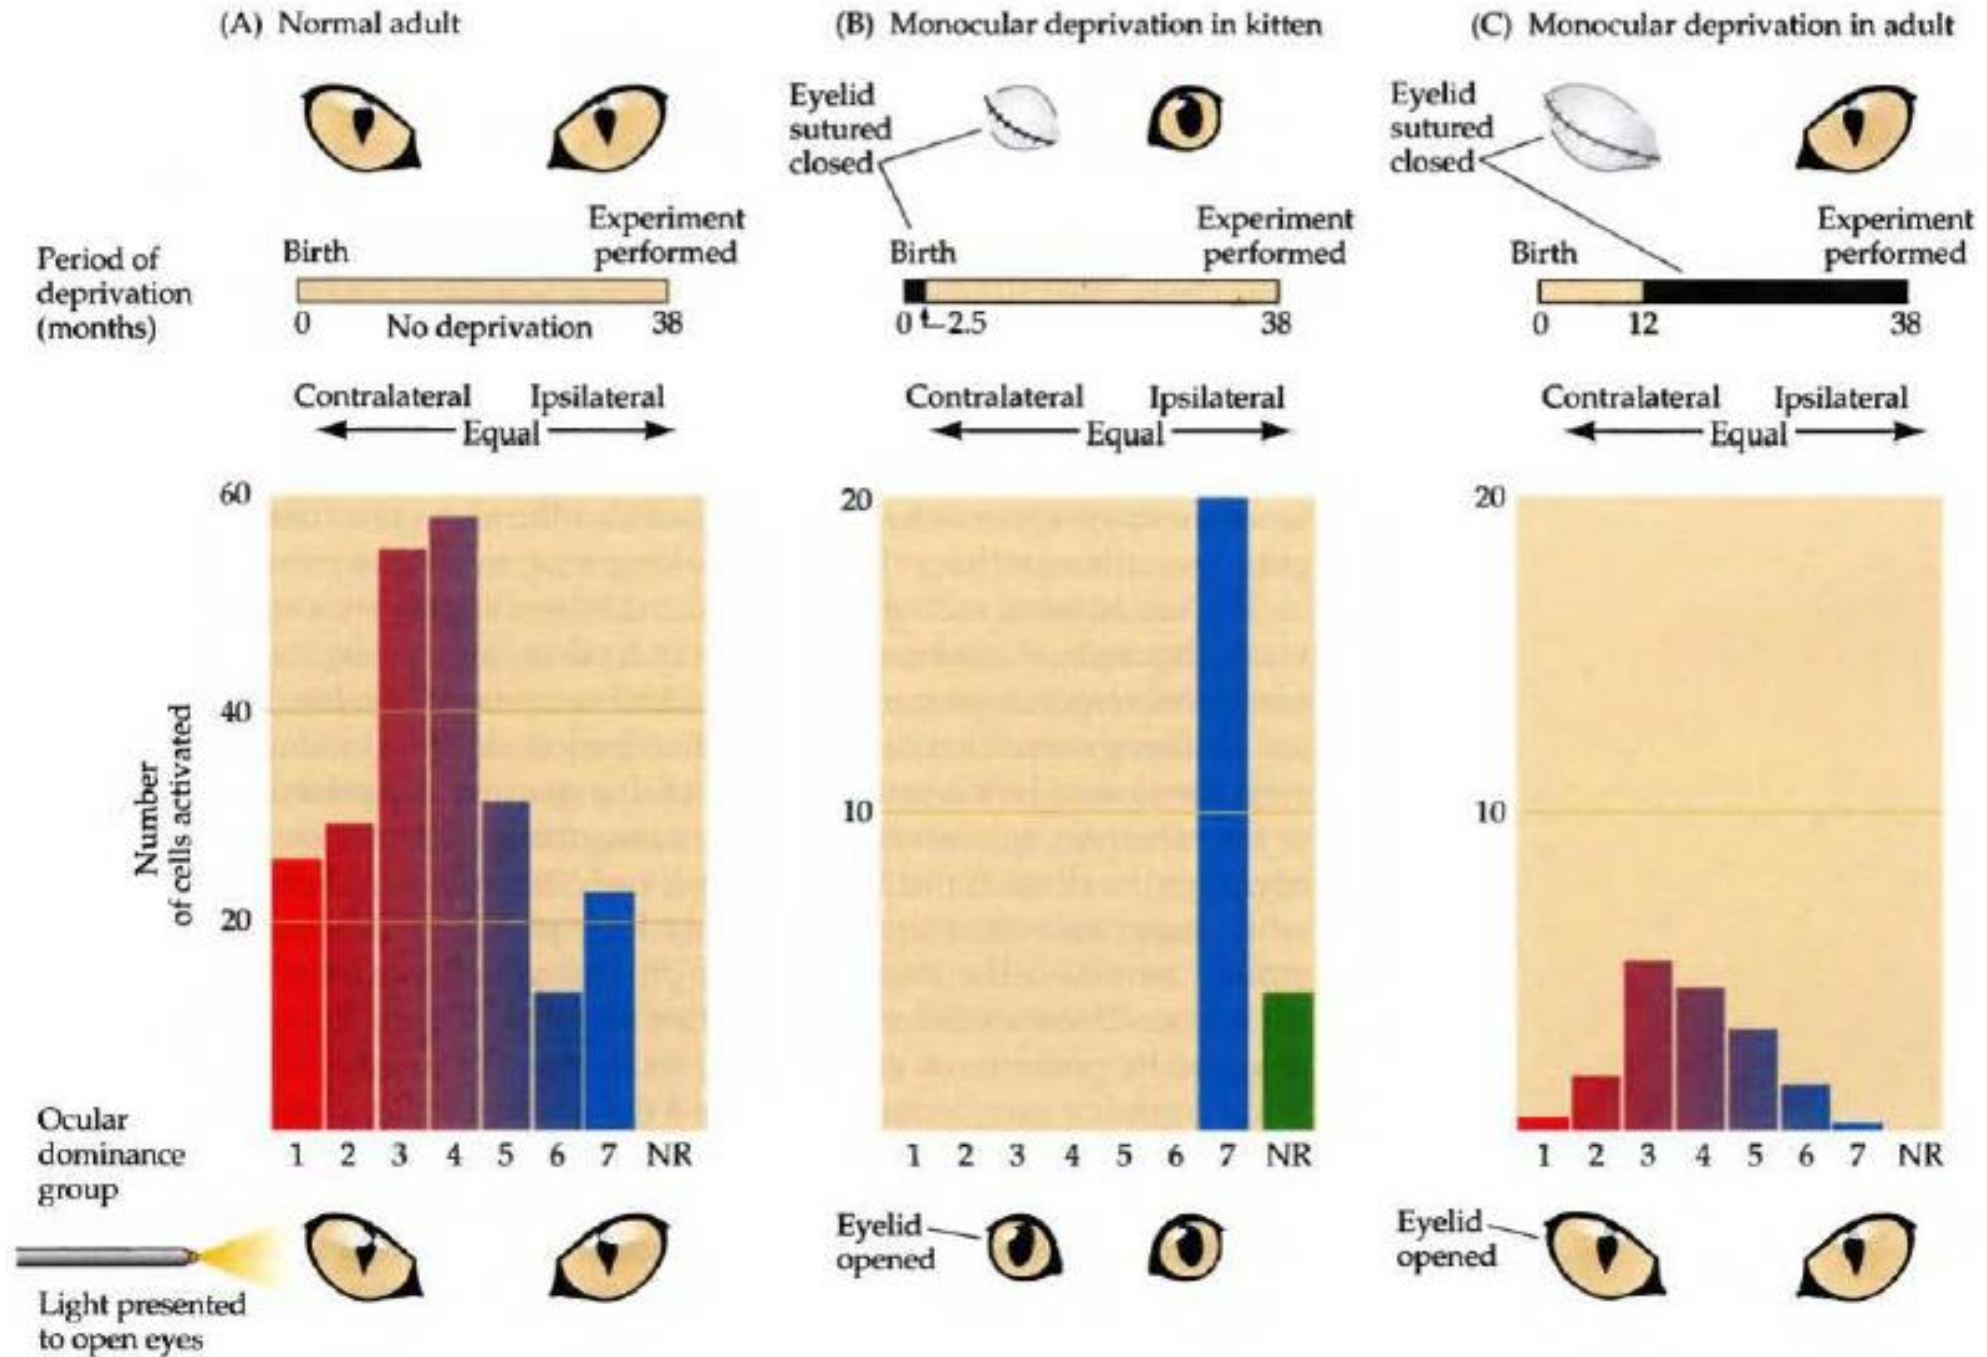 (A) Normal adult
(B) Monocular deprivation in kitten
(C) Monocular deprivation in adult
Eyelid
sutured
closed
Eyelid
sutured
closed
Period of
deprivation
(months)
Birth
Experiment
performed
0
No deprivation
38
Birth
Experiment
performed
0
2.5
38
Birth
Experiment
performed
0
12
38
Contralateral Ipsilateral
Equal
Contralateral Ipsilateral
Equal
Contralateral Ipsilateral
Equal
Number
of cells activated
60
40
20
20
10
20
10
Ocular
dominance
group
1 2 3 4 5 6 7 NR
1 2 3 4 5 6 7 NR
1 2 3 4 5 6 7 NR
Light presented
to open eyes
Eyelid
opened
Eyelid
opened